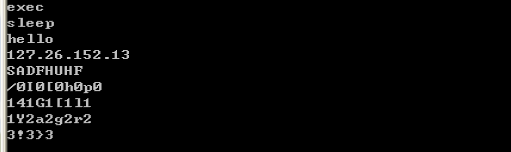 exec
sleep
hello
127.26.152.13
SADFHUHF
/0I0[0h0p0
141G1[1l1
1Y2a2g2r2
3!3>3